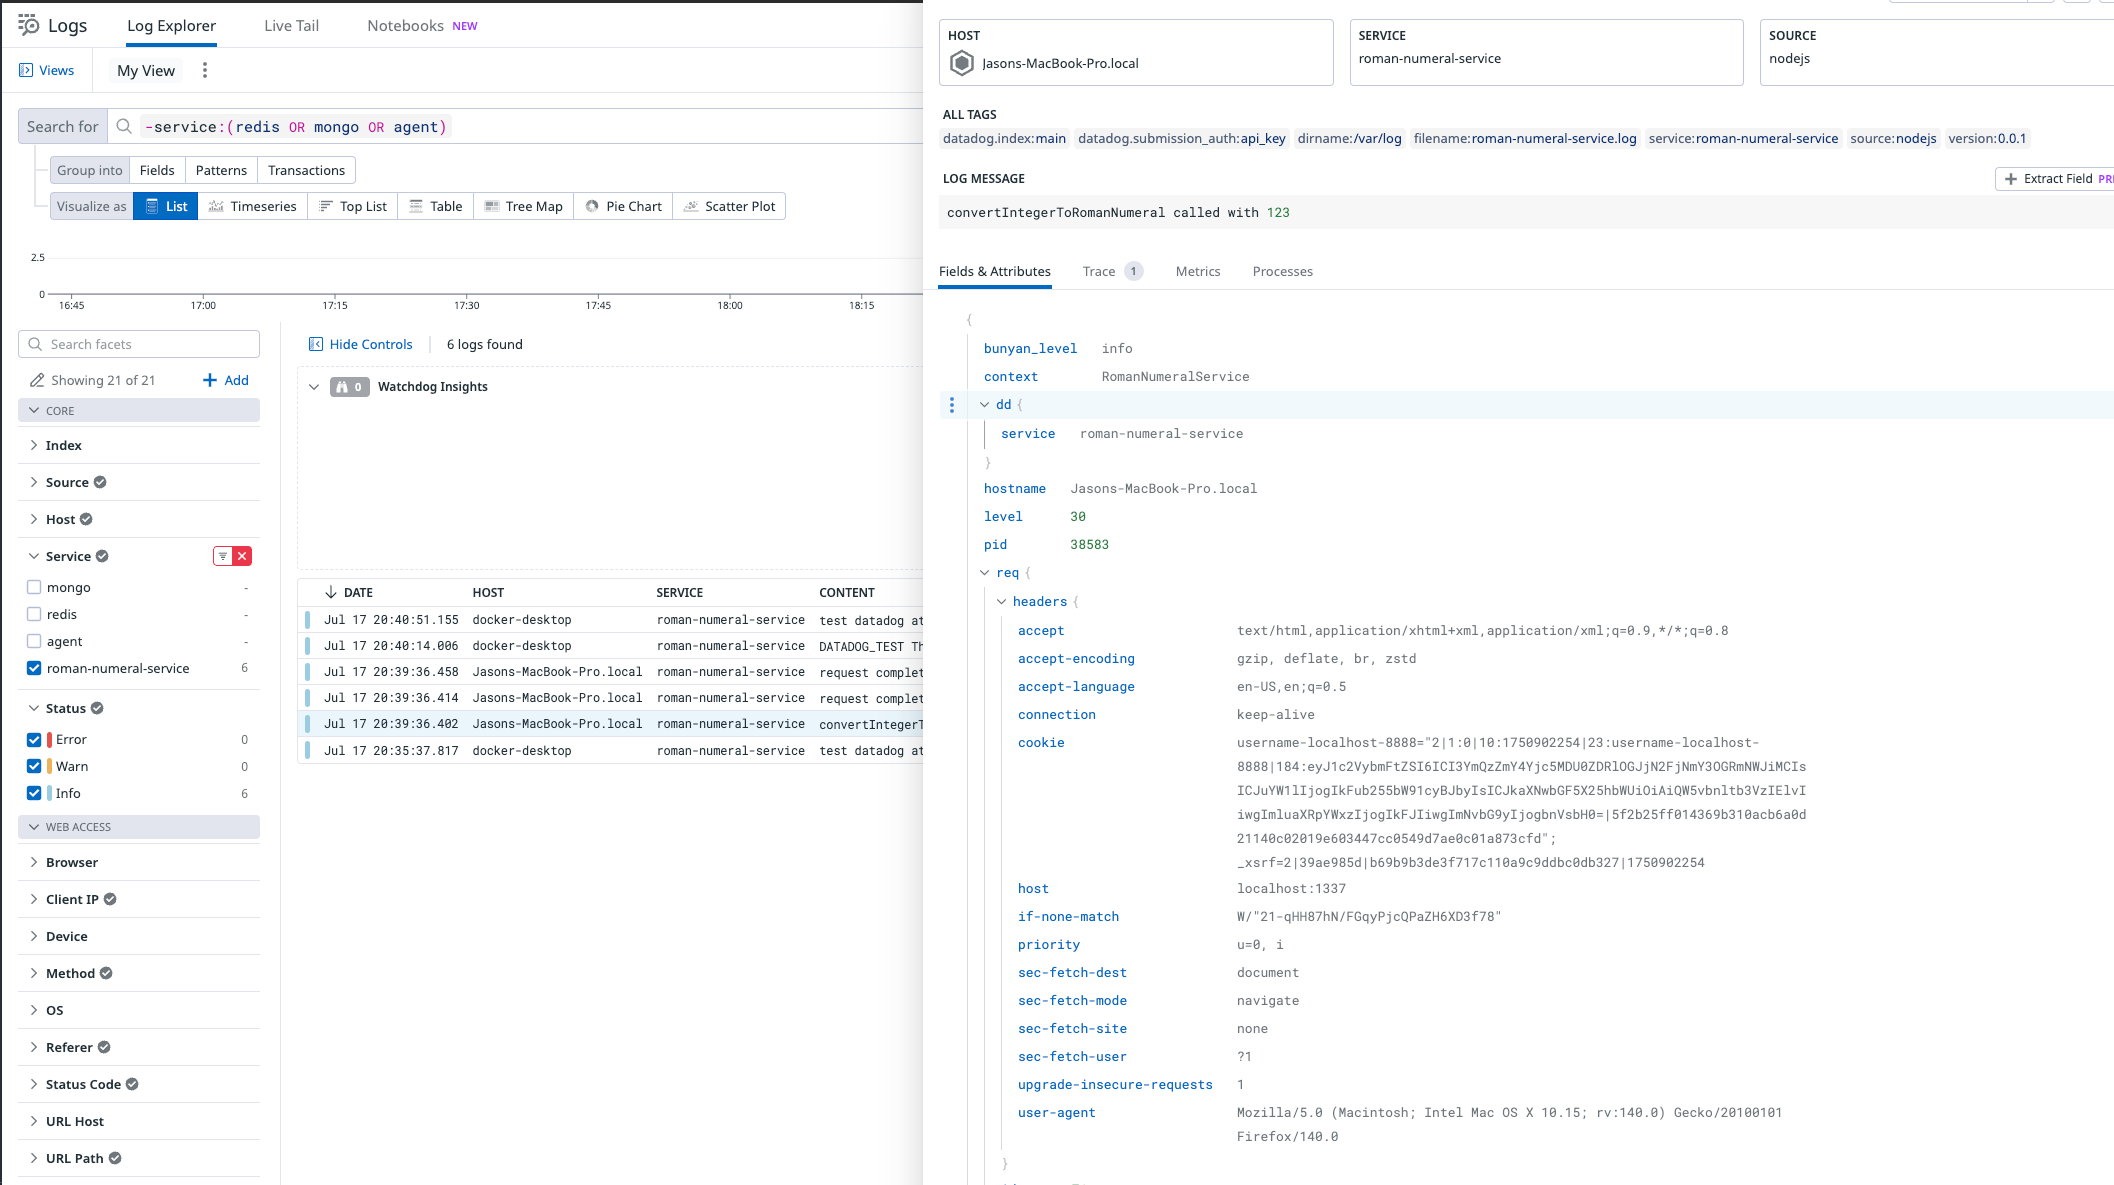 Logs
Log Explorer
Live Tail
Notebooks NEW
Views
My View
Search for -service:(redis OR mongo OR agent)
Group into Fields Patterns Transactions
Visualize as List Timeseries Top List Table Tree Map Pie Chart Scatter Plot
2.5
0
16:45 17:00 17:15 17:30 17:45 18:00 18:15
Search facets
Showing 21 of 21 Add
CORE
Index
Source
Host
Service
mongo -
redis -
agent -
roman-numeral-service 6
Status
Error 0
Warn 0
Info 6
WEB ACCESS
Browser
Client IP
Device
Method
OS
Referer
Status Code
URL Host
URL Path
Hide Controls 6 logs found
0 Watchdog Insights
DATE HOST SERVICE CONTENT
Jul 17 20:40:51.155 docker-desktop roman-numeral-service test datadog at
Jul 17 20:40:14.006 docker-desktop roman-numeral-service DATADOG_TEST Th
Jul 17 20:39:36.458 Jasons-MacBook-Pro.local roman-numeral-service request complet
Jul 17 20:39:36.414 Jasons-MacBook-Pro.local roman-numeral-service request complet
Jul 17 20:39:36.402 Jasons-MacBook-Pro.local roman-numeral-service convertIntegerT
Jul 17 20:35:37.817 docker-desktop roman-numeral-service test datadog at
HOST
Jasons-MacBook-Pro.local
SERVICE
roman-numeral-service
SOURCE
nodejs
ALL TAGS
datadog.index:main datadog.submission_auth:api_key dirname:/var/log filename:roman-numeral-service.log service:roman-numeral-service source:nodejs version:0.0.1
LOG MESSAGE
Extract Field PRE
convertIntegerToRomanNumeral called with 123
Fields & Attributes Trace 1 Metrics Processes
{
bunyan_level info
context RomanNumeralService
dd {
service roman-numeral-service
}
hostname Jasons-MacBook-Pro.local
level 30
pid 38583
req {
headers {
accept text/html,application/xhtml+xml,application/xml;q=0.9,*/*;q=0.8
accept-encoding gzip, deflate, br, zstd
accept-language en-US,en;q=0.5
connection keep-alive
cookie username-localhost-8888="2|1:0|10:1750902254|23:username-localhost-
8888|184:eyJ1c2VybmFtZSI6ICI3YmQzZmY4Yjc5MDU0ZDRlOGJjN2FjNmY3OGRmNWJiMCIs
ICJuYW1lIjogIkFub255bW91cyBJbyIsICJkaXNwbGF5X25hbWUiOiAiQW5vbnltb3VzIElvI
iwgImluaXRpYWxzIjogIkFJIiwgImNvbG9yIjogbnVsbH0=|5f2b25ff014369b310acb6a0d
21140c02019e603447cc0549d7ae0c01a873cfd";
_xsrf=2|39ae985d|b69b9b3de3f717c110a9c9ddbc0db327|1750902254
host localhost:1337
if-none-match W/"21-qHH87hN/FGqyPjcQPaZH6XD3f78"
priority u=0, i
sec-fetch-dest document
sec-fetch-mode navigate
sec-fetch-site none
sec-fetch-user ?1
upgrade-insecure-requests 1
user-agent Mozilla/5.0 (Macintosh; Intel Mac OS X 10.15; rv:140.0) Gecko/20100101
Firefox/140.0
}